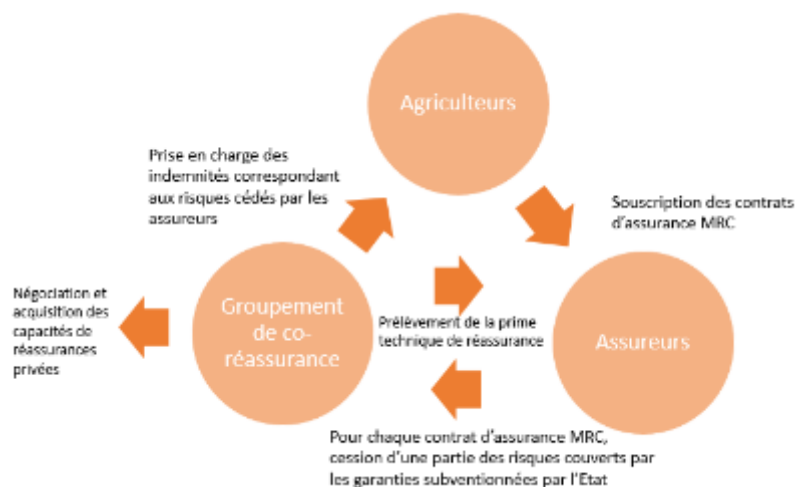 Agriculteurs
Prise en charge des
indemnités correspondant
aux risques cédés par les
assureurs
Souscription des contrats
d'assurance MRC
Négociation et
acquisition des
capacités de
réassurances
privées
Groupement
de co-
réassurance
Prélèvement de la prime
technique de réassurance
Assureurs
Pour chaque contrat d'assurance MRC,
cession d'une partie des risques couverts par
les garanties subventionnées par l'Etat